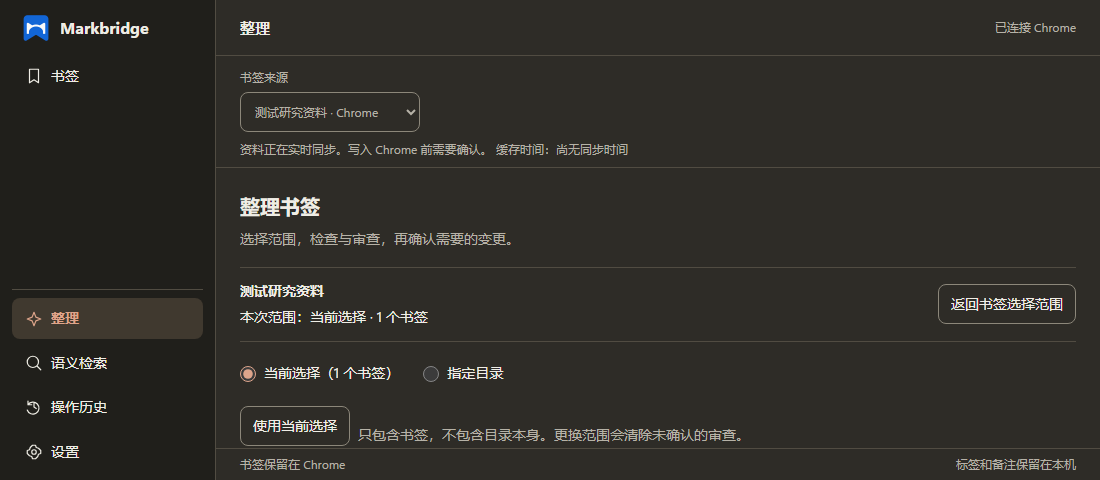 Markbridge
书签
整理
语义检索
操作历史
设置
整理
已连接 Chrome
书签来源
测试研究资料 · Chrome
资料正在实时同步。写入 Chrome 前需要确认。 缓存时间：尚无同步时间
整理书签
选择范围，检查与审查，再确认需要的变更。
测试研究资料
本次范围：当前选择 · 1 个书签
返回书签选择范围
当前选择（1 个书签）
指定目录
使用当前选择
只包含书签，不包含目录本身。更换范围会清除未确认的审查。
书签保留在 Chrome
标签和备注保留在本机